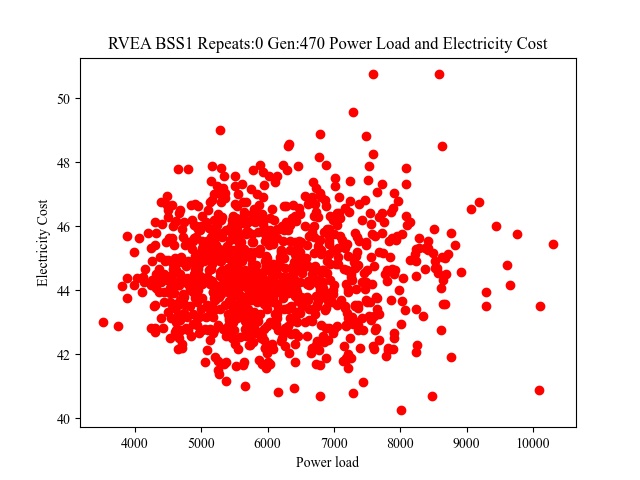 RVEA BSS1 Repeats:0 Gen:470 Power Load and Electricity Cost
50
48
46
44
42
40
Electricity Cost
4000 5000 6000 7000 8000 9000 10000
Power load